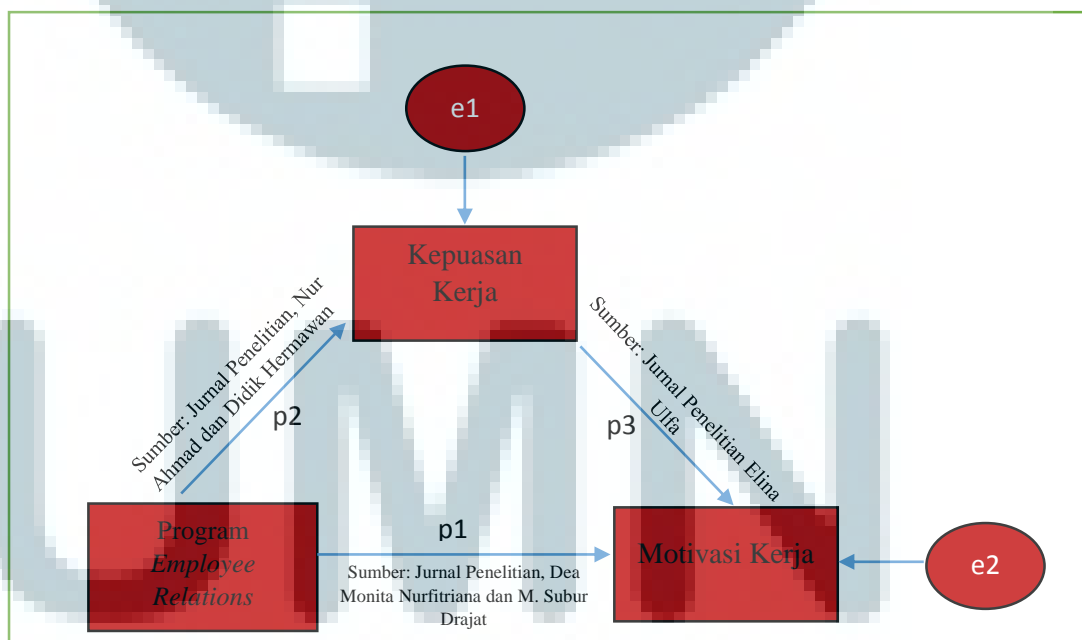 e1
Kepuasan
Kerja
Sumber: Jurnal Penelitian, Nur
Ahmad dan Didik Hermawan
p2
Sumber: Jurnal Penelitian Elina
Ulfa
p3
Program
Employee
Relations
p1
Sumber: Jurnal Penelitian, Dea
Monita Nurfitriana dan M. Subur
Drajat
Motivasi Kerja
e2
UMN